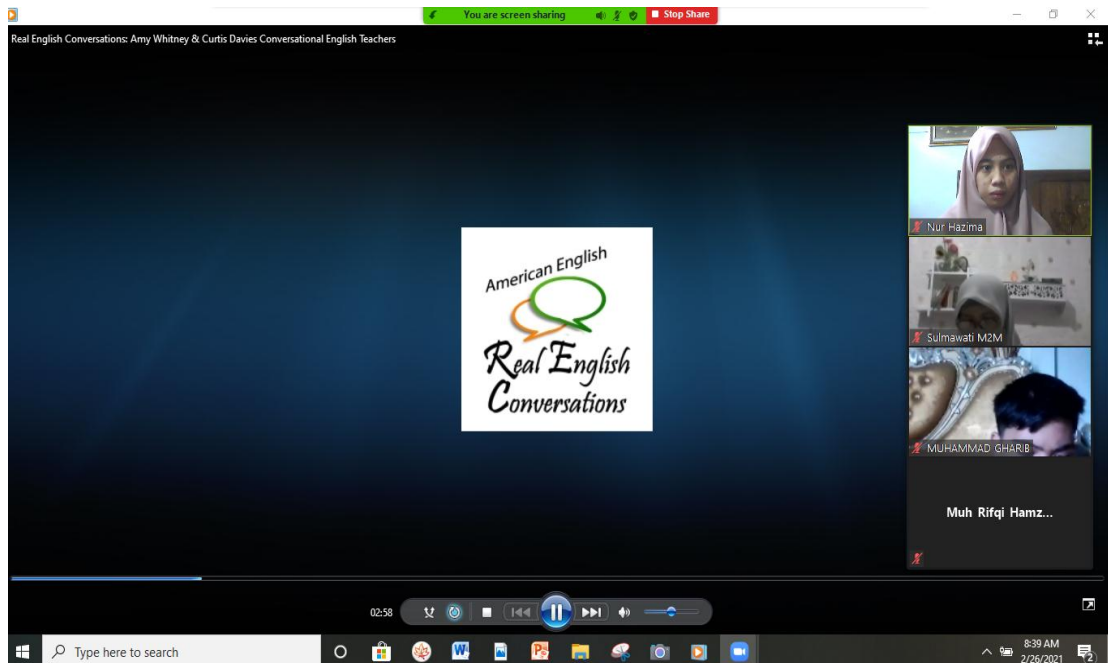 You are screen sharing
Stop Share
Real English Conversations: Amy Whitney & Curtis Davies Conversational English Teachers
American English
Real English
Conversations
Nur Hazima
Sulmawati M2M
MUHAMMAD GHARIB
Muh Rifqi Hamz...
02:58
Type here to search
8:39 AM
2/26/2021
2